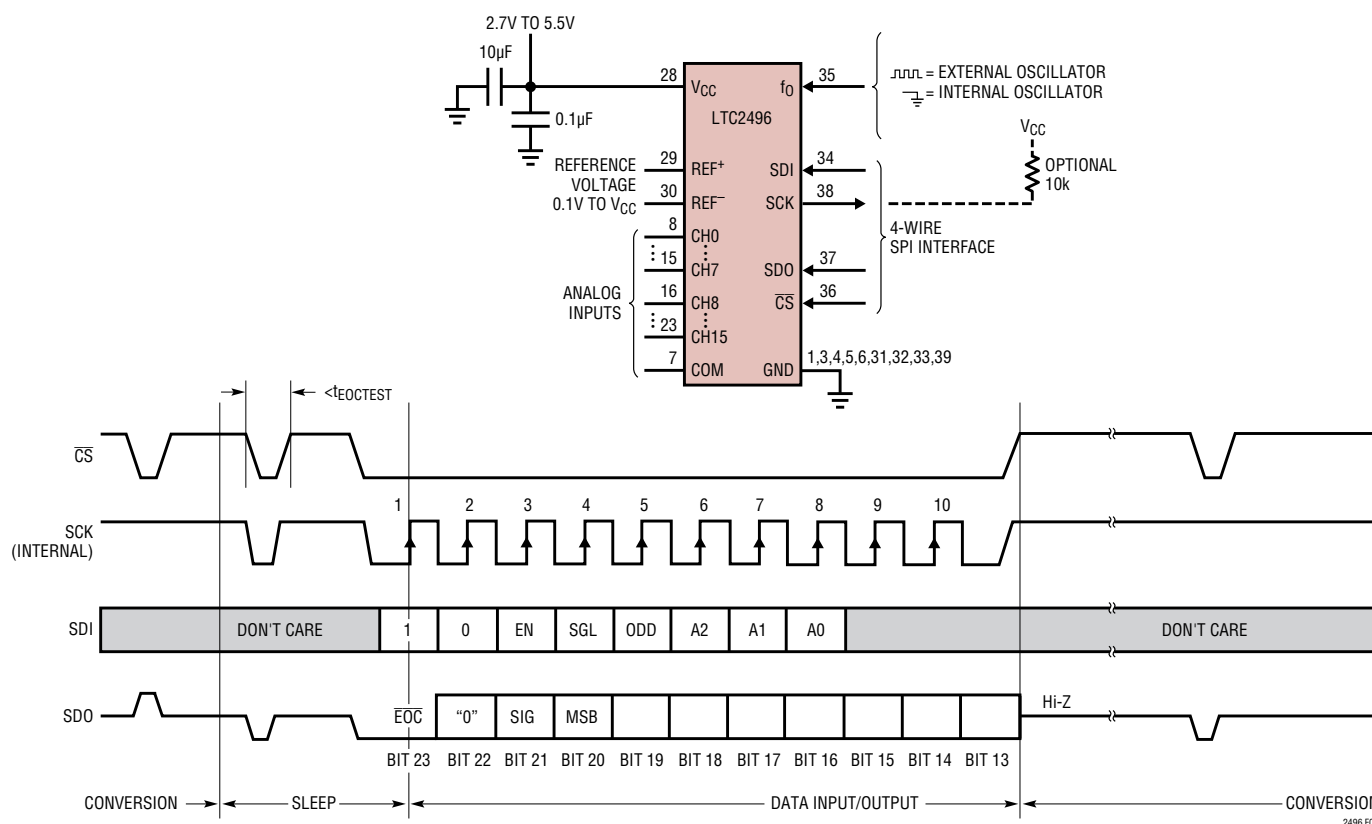 2.7V TO 5.5V
10µF
0.1µF
28
VCC
fO
35
LTC2496
= EXTERNAL OSCILLATOR
= INTERNAL OSCILLATOR
VCC
OPTIONAL
10k
REFERENCE
VOLTAGE
0.1V TO VCC
29
REF+
SDI
34
30
REF–
SCK
38
8
CH0
15
CH7
SDO
37
4-WIRE
SPI INTERFACE
ANALOG
INPUTS
16
CH8
CS
36
23
CH15
7
COM
GND
1,3,4,5,6,31,32,33,39
<tEOCTEST
CS
SCK
(INTERNAL)
1 2 3 4 5 6 7 8 9 10
SDI DON'T CARE 1 0 EN SGL ODD A2 A1 A0 DON'T CARE
SDO EOC “0” SIG MSB Hi-Z
BIT 23 BIT 22 BIT 21 BIT 20 BIT 19 BIT 18 BIT 17 BIT 16 BIT 15 BIT 14 BIT 13
CONVERSION SLEEP DATA INPUT/OUTPUT CONVERSION